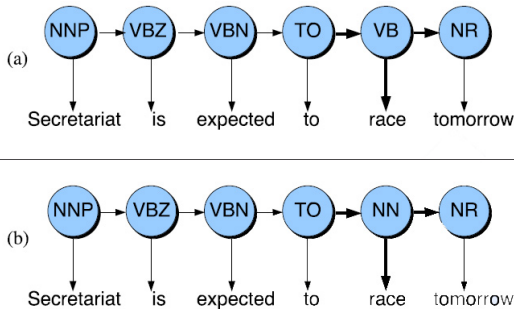 NNP VBZ VBN TO VB NR
(a)
Secretariat is expected to race tomorrow
NNP VBZ VBN TO NN NR
(b)
Secretariat is expected to race tomorrow